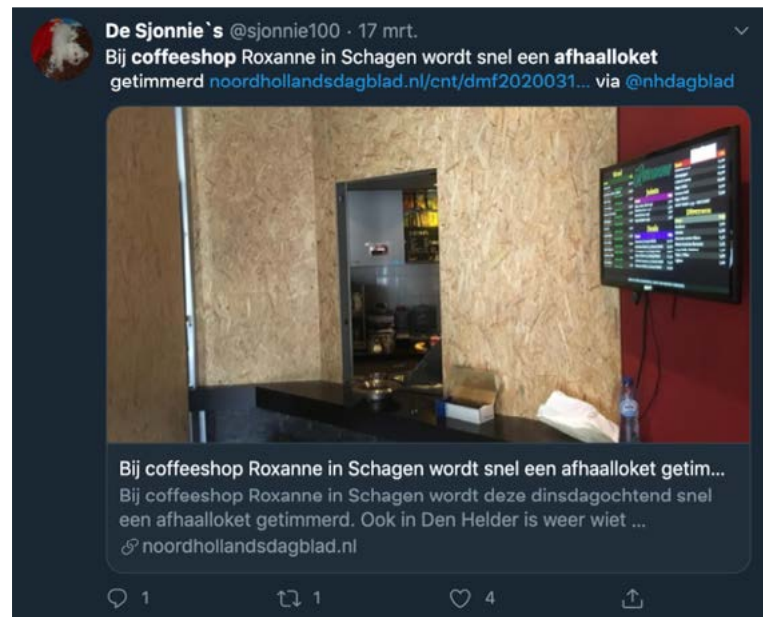 De Sjonnie`s @sjonnie100 · 17 mrt.
Bij coffeeshop Roxanne in Schagen wordt snel een afhaalloket
getimmerd noordhollandsdagblad.nl/cnt/dmf2020031... via @nhdagblad
Bij coffeeshop Roxanne in Schagen wordt snel een afhaalloket getim...
Bij coffeeshop Roxanne in Schagen wordt deze dinsdagochtend snel
een afhaalloket getimmerd. Ook in Den Helder is weer wiet ...
noordhollandsdagblad.nl
1 1 4